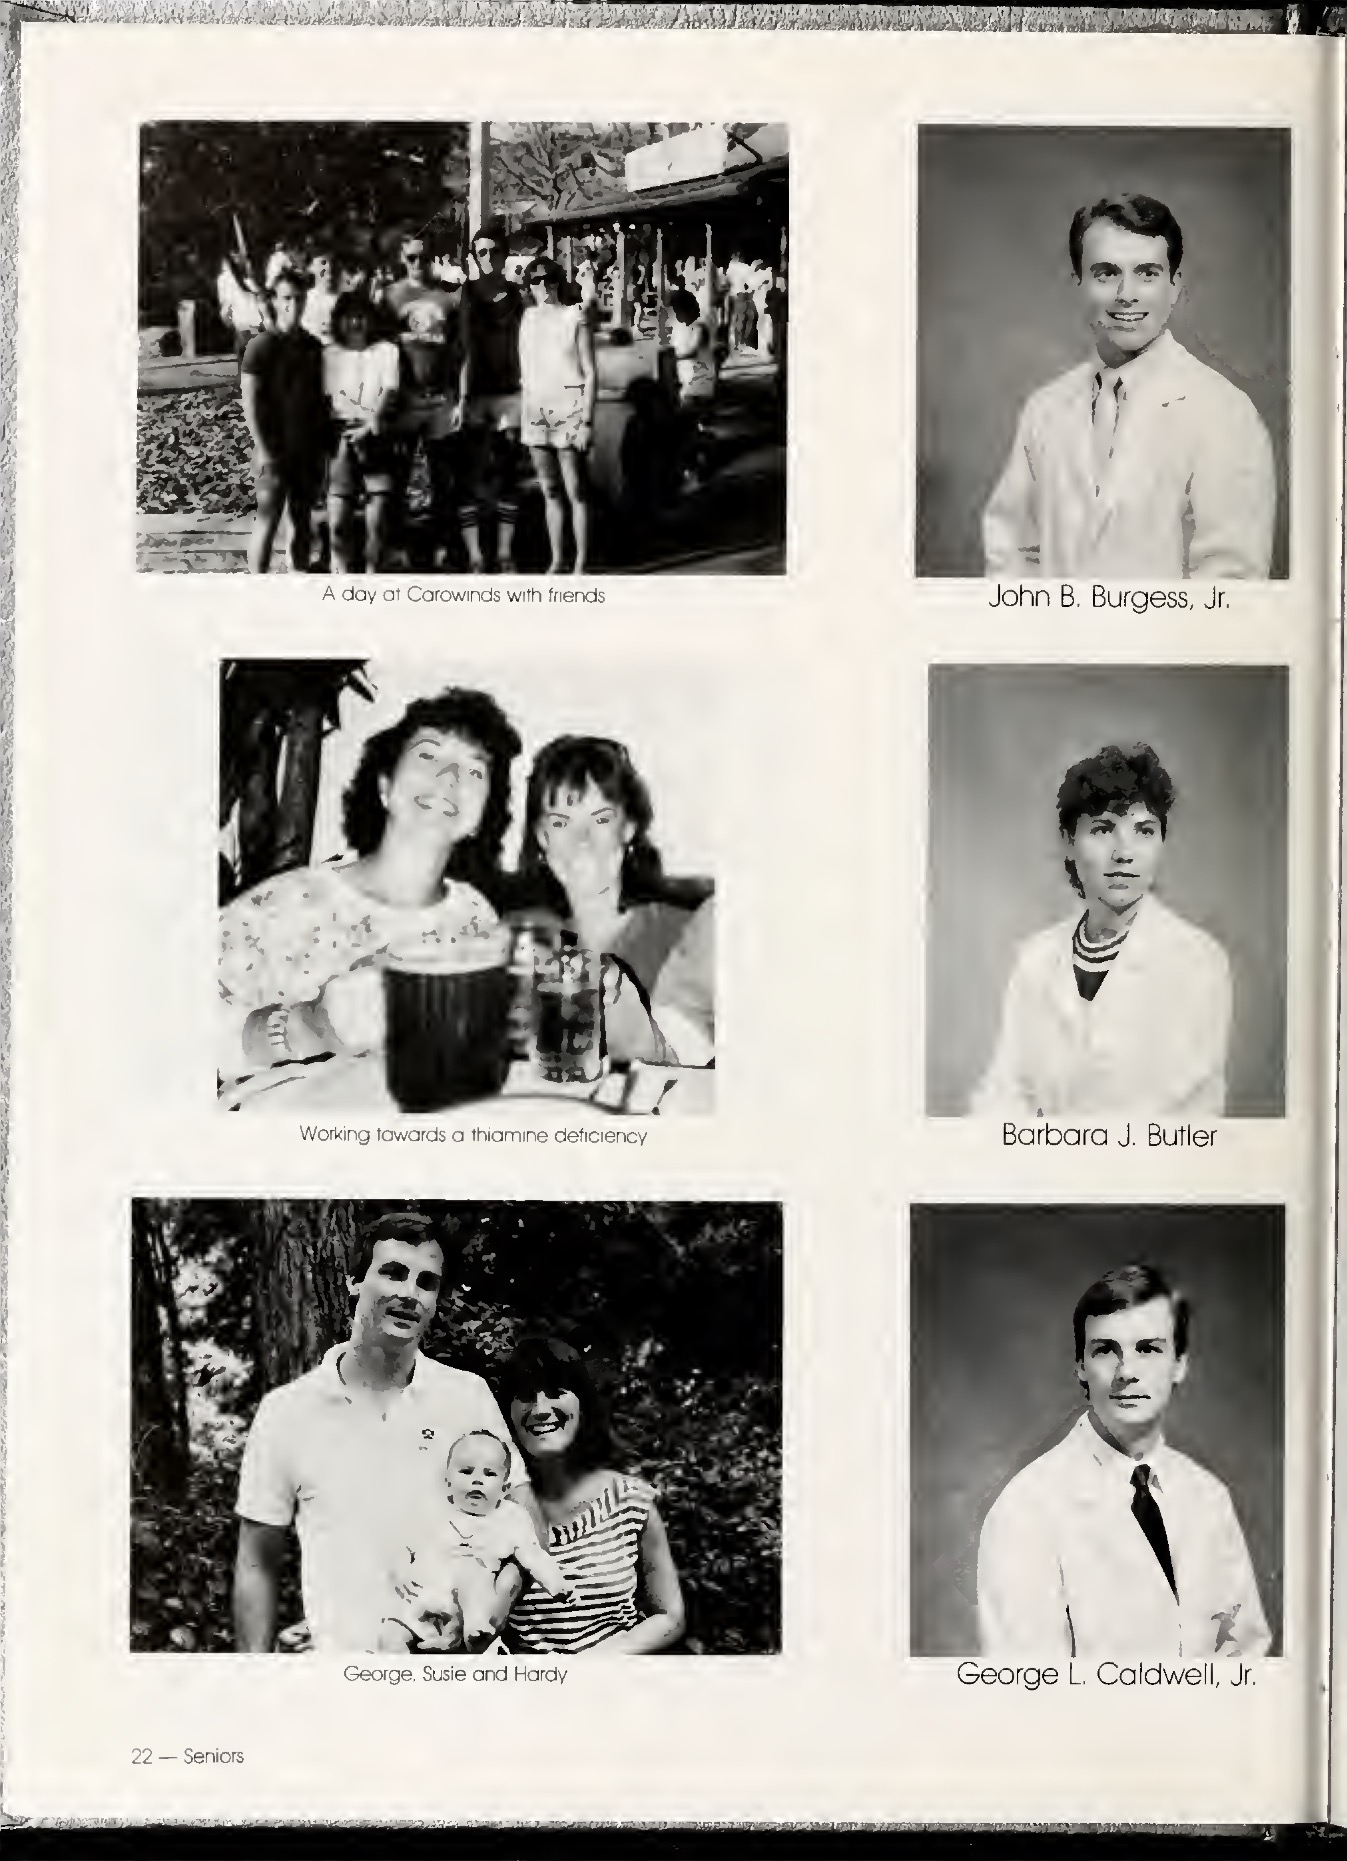 A day at Carowinds with friends
John B. Burgess, Jr.
Working towards a thiamine deficiency
Barbara J. Butler
George, Susie and Hardy
George L. Caldwell, Jr.
22 — Seniors